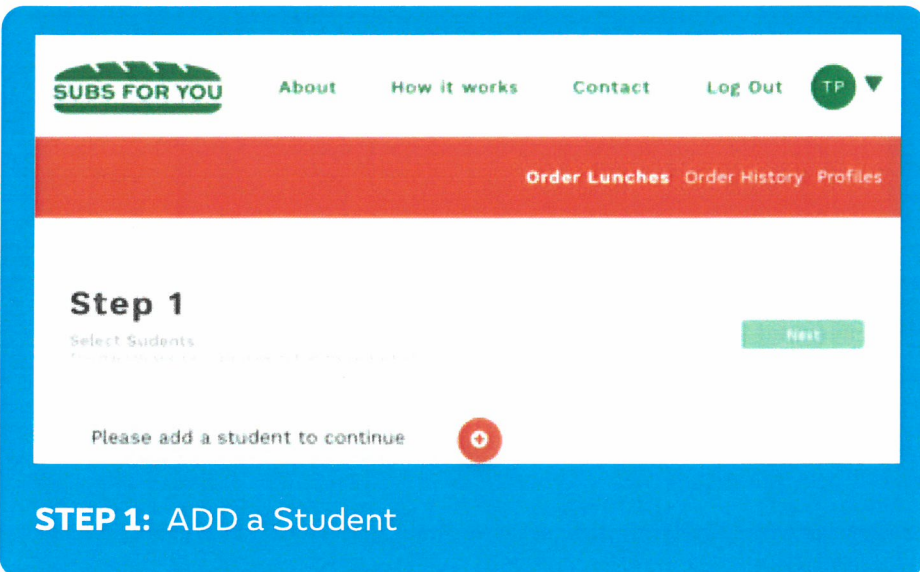 SUBS FOR YOU
About How it works Contact Log Out TP
Order Lunches Order History Profiles
Step 1
Select Sudents
Next
Please add a student to continue
STEP 1: ADD a Student